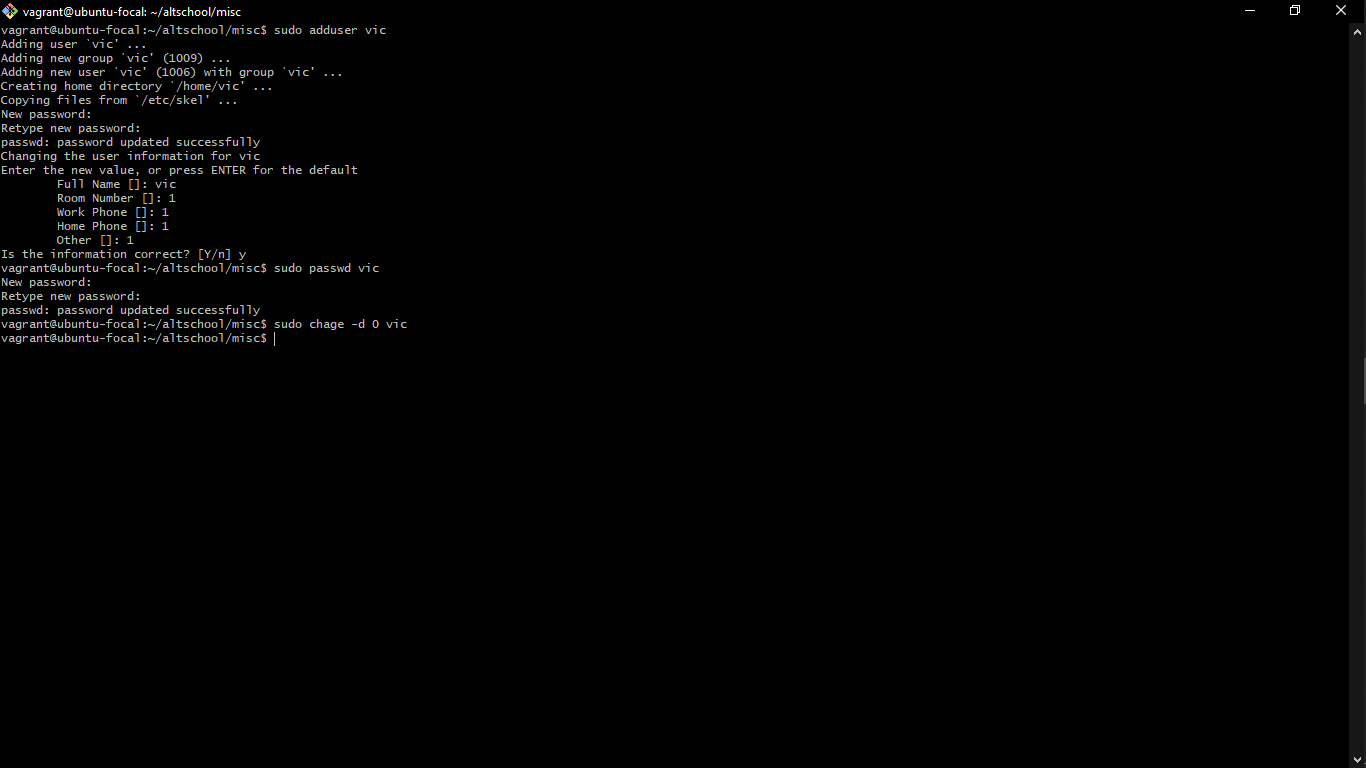 vagrant@ubuntu-focal: ~/altschool/misc
vagrant@ubuntu-focal:~/altschool/misc$ sudo adduser vic
Adding user `vic' ...
Adding new group `vic' (1009) ...
Adding new user `vic' (1006) with group `vic' ...
Creating home directory `/home/vic' ...
Copying files from `/etc/skel' ...
New password:
Retype new password:
passwd: password updated successfully
Changing the user information for vic
Enter the new value, or press ENTER for the default
        Full Name []: vic
        Room Number []: 1
        Work Phone []: 1
        Home Phone []: 1
        Other []: 1
Is the information correct? [Y/n] y
vagrant@ubuntu-focal:~/altschool/misc$ sudo passwd vic
New password:
Retype new password:
passwd: password updated successfully
vagrant@ubuntu-focal:~/altschool/misc$ sudo chage -d 0 vic
vagrant@ubuntu-focal:~/altschool/misc$